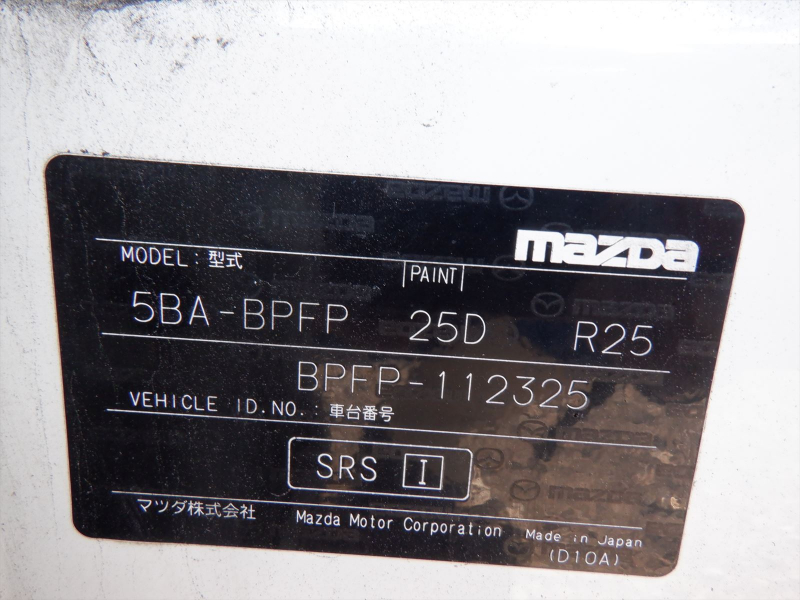 mazda
MODEL : 型式 |PAINT|
5BA-BPFP 25D R25
BPFP-112325
VEHICLE ID.NO. : 車台番号
SRS I
マツダ株式会社 Mazda Motor Corporation Made in Japan
(D10A)